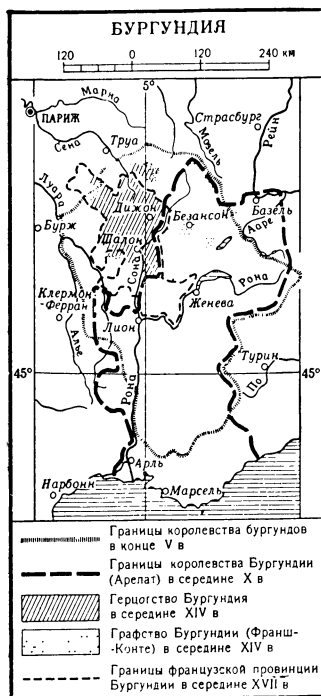 БУРГУНДИЯ
120 0 120 240 км
5°
Марна
ПАРИЖ
Страсбург
Сена
Труа
Мозель
Рейн
Луара
Дижон
Безансон
Базель
Бурж
Ааре
Шалон
Сона
Рона
Клермон-
-Ферран
Женева
Лион
Алье
Турин
45°
45°
По
Рона
Арль
Нарбонн
Марсель
Границы королевства бургундов
в конце V в
Границы королевства Бургундии
(Арелат) в середине X в
Герцогство Бургундия
в середине XIV в
Графство Бургундии (Франш-
-Конте) в середине XIV в
Границы французской провинции
Бургундии в середине XVII в